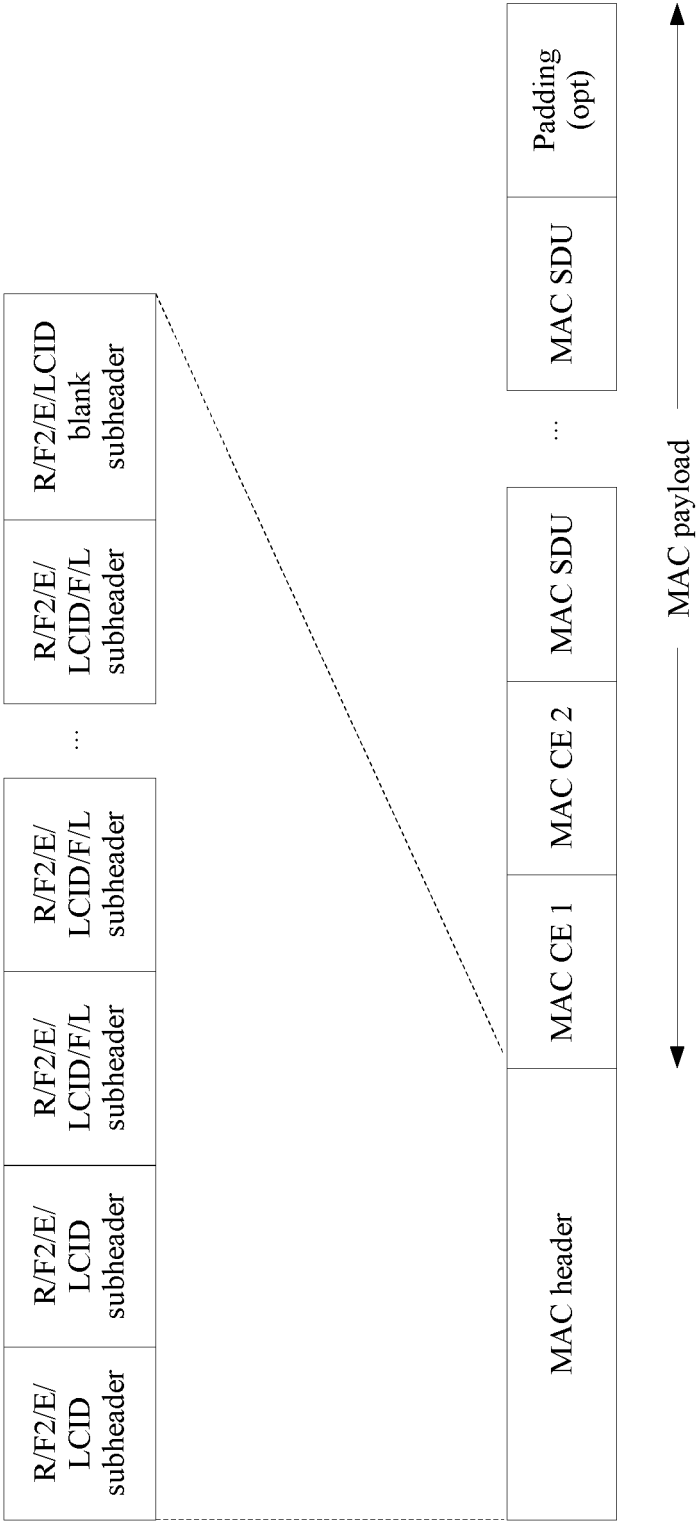 R/F2/E/
LCID
subheader
R/F2/E/
LCID
subheader
R/F2/E/
LCID/F/L
subheader
R/F2/E/
LCID/F/L
subheader
...
R/F2/E/
LCID/F/L
subheader
R/F2/E/LCID
blank
subheader
MAC header
MAC CE 1
MAC CE 2
MAC SDU
...
MAC SDU
Padding
(opt)
MAC payload